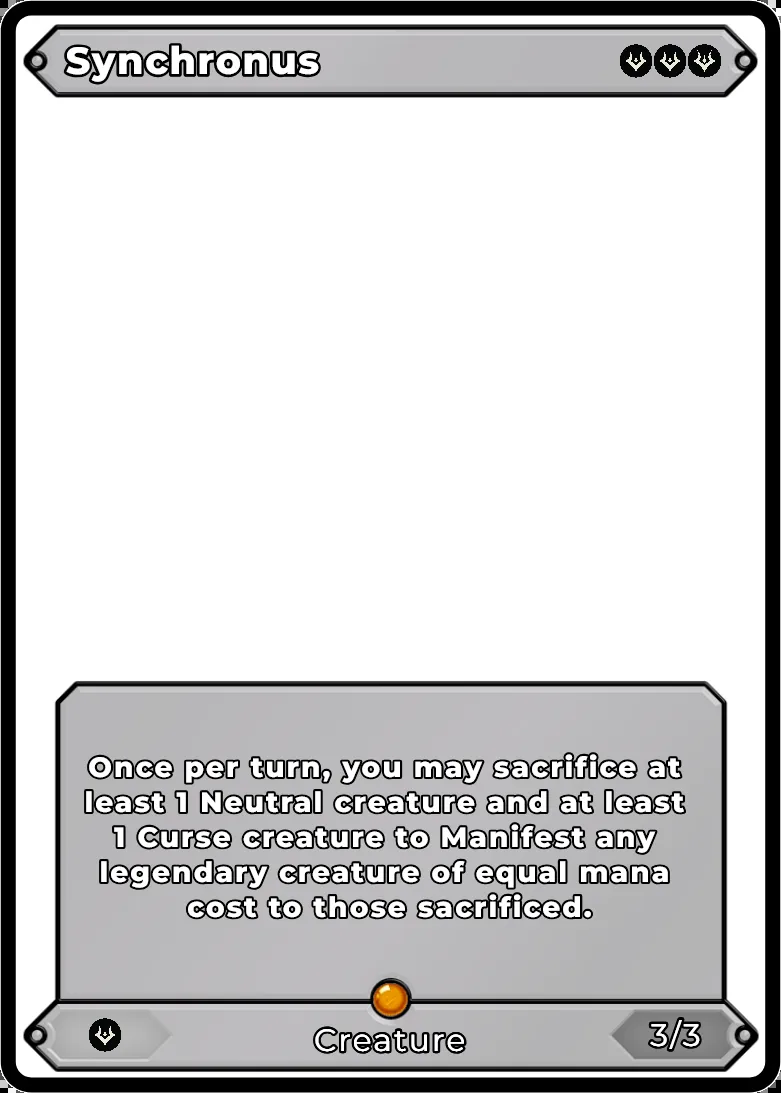 Synchronus
Once per turn, you may sacrifice at
least 1 Neutral creature and at least
1 Curse creature to Manifest any
legendary creature of equal mana
cost to those sacrificed.
Creature
3/3